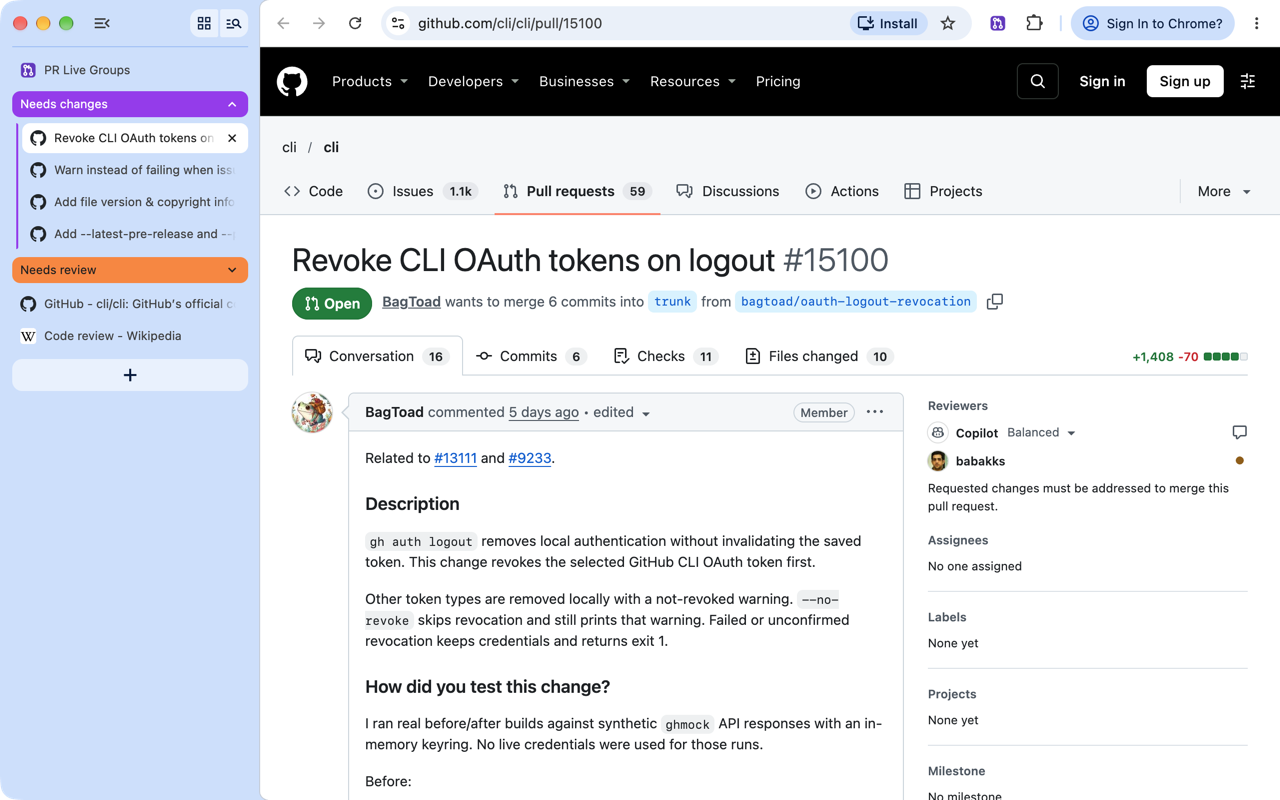 PR Live Groups
Needs changes
Revoke CLI OAuth tokens on
Warn instead of failing when iss
Add file version & copyright info
Add --latest-pre-release and --
Needs review
GitHub - cli/cli: GitHub's official c
Code review - Wikipedia
github.com/cli/cli/pull/15100
Install
Sign In to Chrome?
Products
Developers
Businesses
Resources
Pricing
Sign in
Sign up
cli / cli
Code
Issues 1.1k
Pull requests 59
Discussions
Actions
Projects
More
Revoke CLI OAuth tokens on logout #15100
Open
BagToad wants to merge 6 commits into trunk from bagtoad/oauth-logout-revocation
Conversation 16
Commits 6
Checks 11
Files changed 10
+1,408 -70
BagToad commented 5 days ago • edited
Member
Related to #13111 and #9233.
Description
gh auth logout removes local authentication without invalidating the saved
token. This change revokes the selected GitHub CLI OAuth token first.
Other token types are removed locally with a not-revoked warning. --no-
revoke skips revocation and still prints that warning. Failed or unconfirmed
revocation keeps credentials and returns exit 1.
How did you test this change?
I ran real before/after builds against synthetic ghmock API responses with an in-
memory keyring. No live credentials were used for those runs.
Before:
Reviewers
Copilot Balanced
babakks
Requested changes must be addressed to merge this
pull request.
Assignees
No one assigned
Labels
None yet
Projects
None yet
Milestone
No milestone